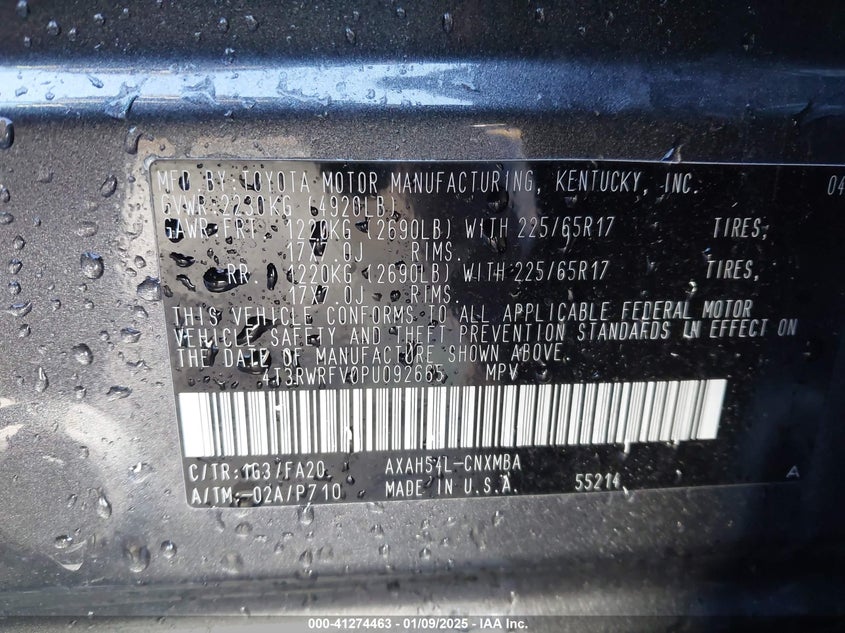 MFD BY: TOYOTA MOTOR MANUFACTURING, KENTUCKY, INC. 04
GVWR 2230KG (4920LB)
GAWR FRT 1220KG (2690LB) WITH 225/65R17 TIRES,
17X7.0J RIMS.
RR 1220KG (2690LB) WITH 225/65R17 TIRES,
17X7.0J RIMS.
THIS VEHICLE CONFORMS TO ALL APPLICABLE FEDERAL MOTOR
VEHICLE SAFETY AND THEFT PREVENTION STANDARDS IN EFFECT ON
THE DATE OF MANUFACTURE SHOWN ABOVE.
4T3RWRFV0PU092665 MPV
C/TR: 1G3/FA20 AXAH54L-CNXMBA
A/TM: -02A/P710 MADE IN U.S.A. 55214 A
000-41274463 - 01/09/2025 - IAA Inc.